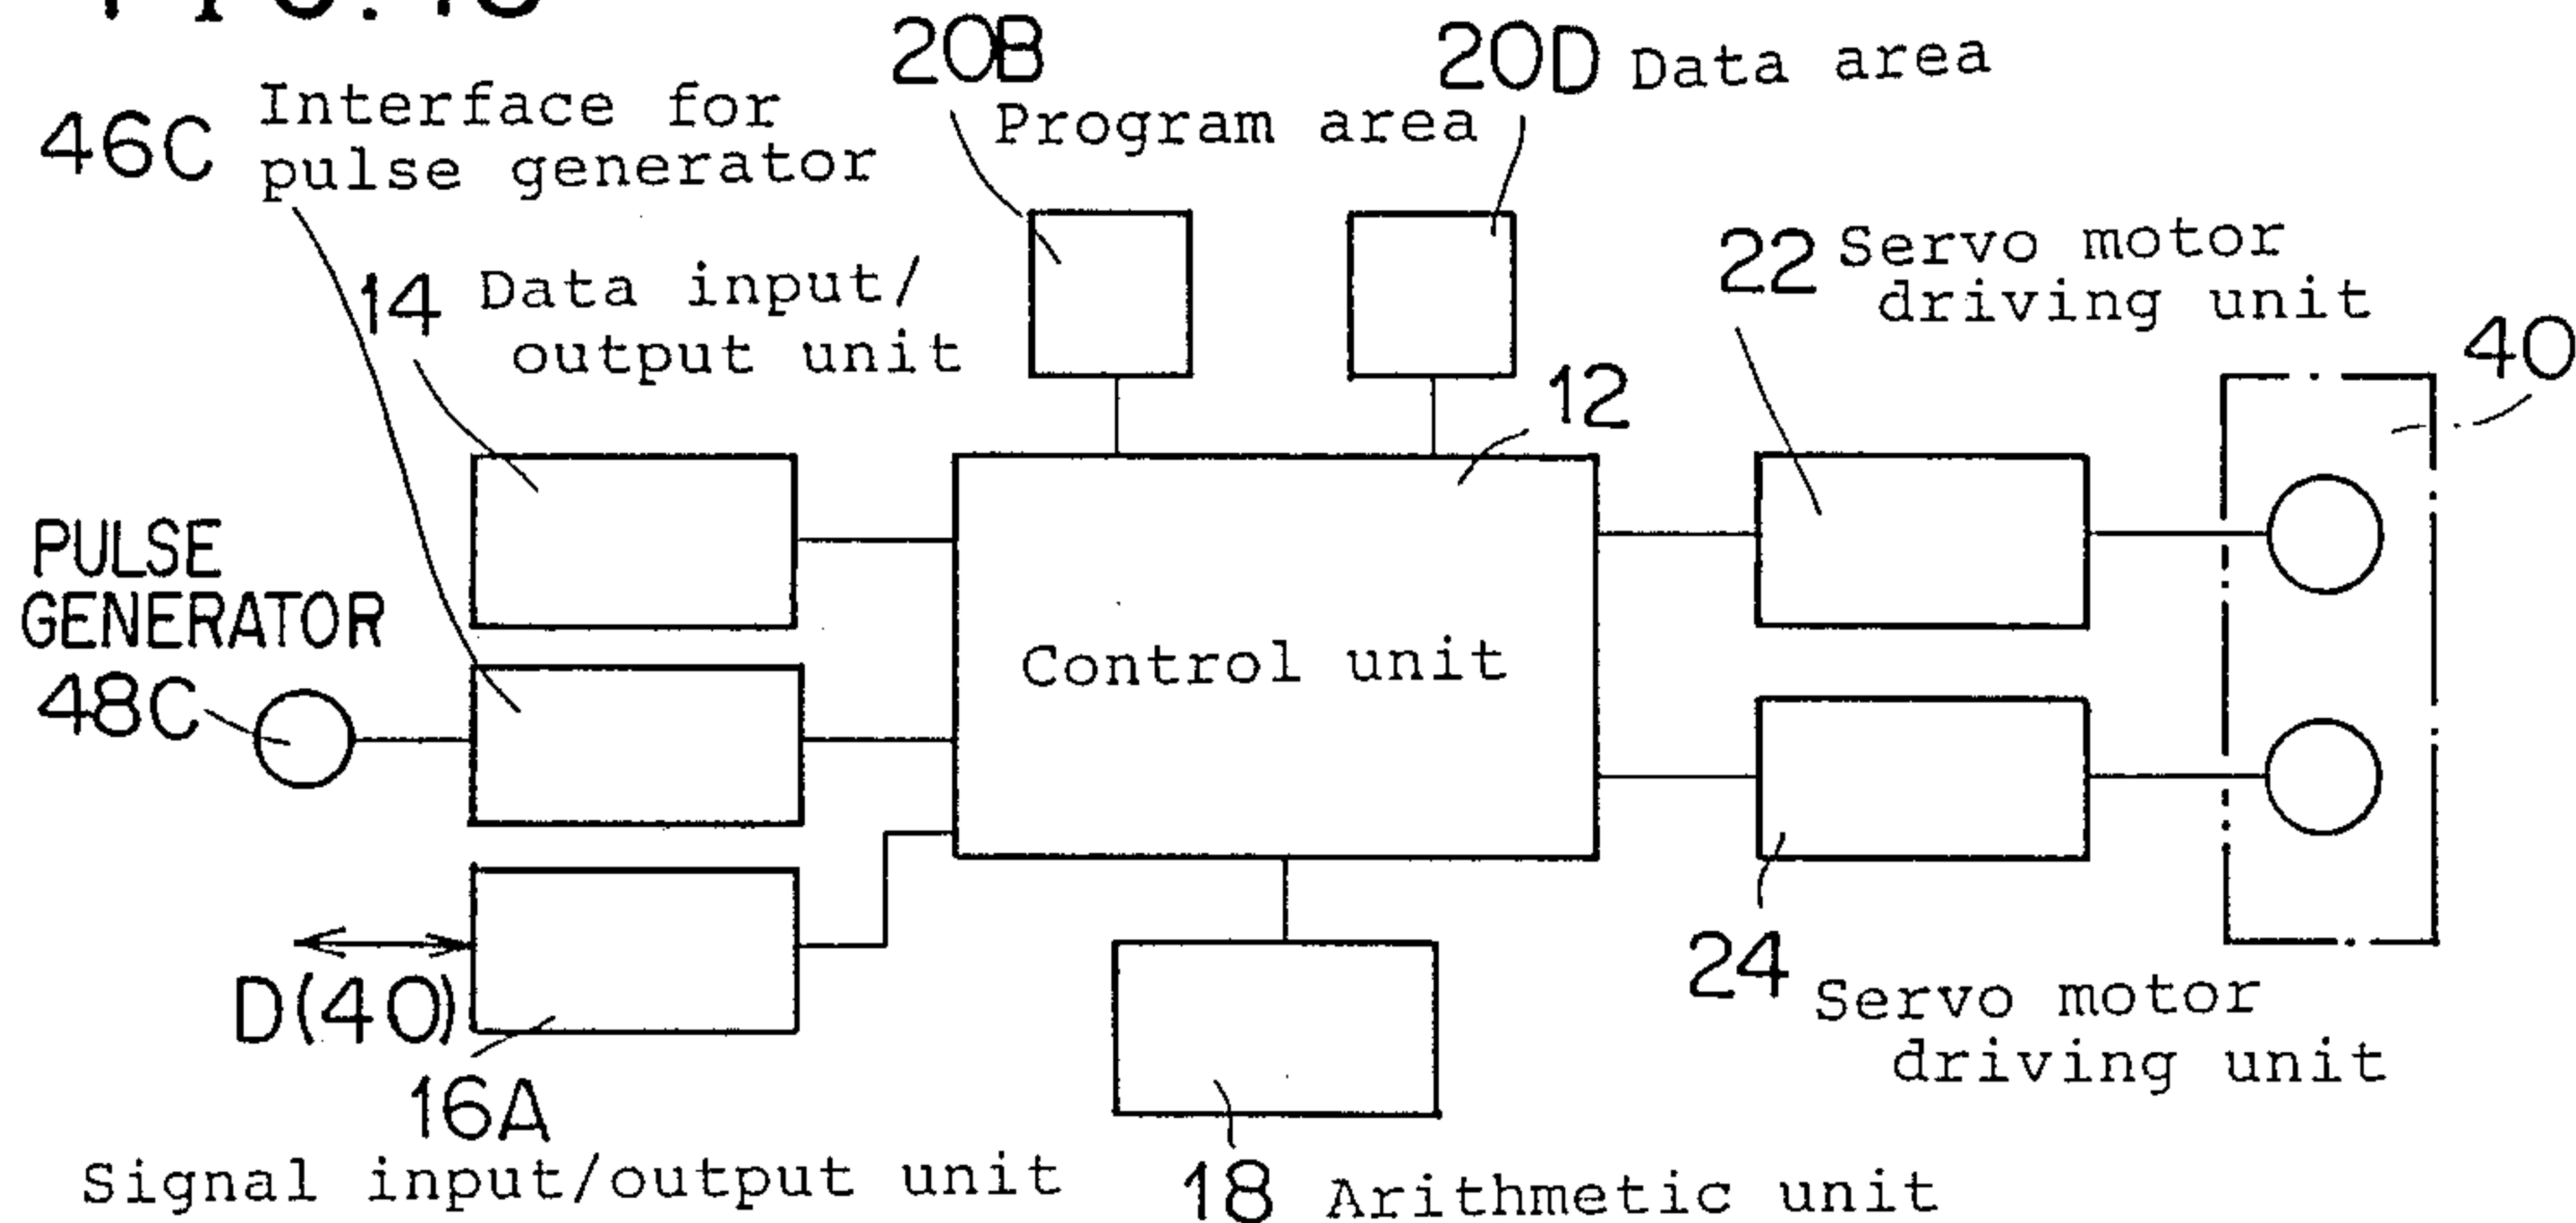 20B
20D Data area
Program area
46C Interface for
pulse generator
14 Data input/
output unit
22 Servo motor
driving unit
40
12
PULSE
GENERATOR
48C
Control unit
D(40)
24 Servo motor
driving unit
16A
Signal input/output unit
18 Arithmetic unit